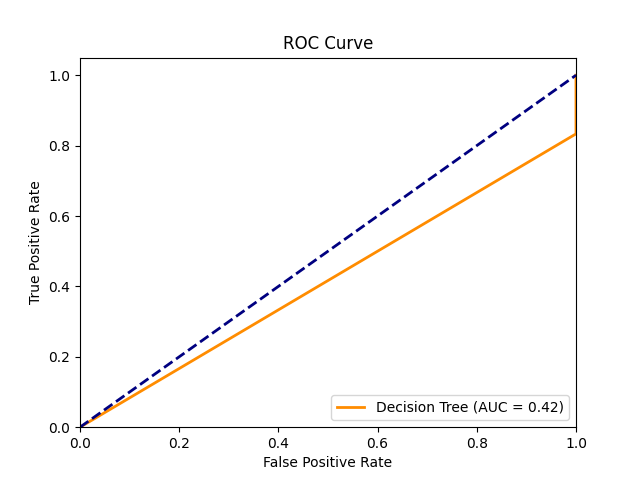 ROC Curve
True Positive Rate
1.0
0.8
0.6
0.4
0.2
0.0
Decision Tree (AUC = 0.42)
0.0 0.2 0.4 0.6 0.8 1.0
False Positive Rate